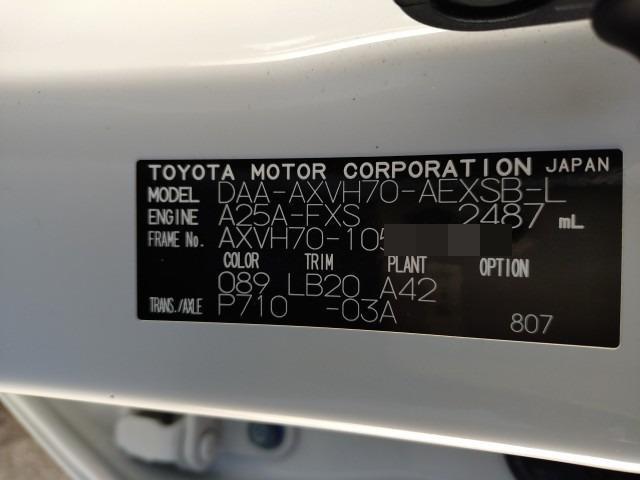 TOYOTA MOTOR CORPORATION JAPAN
MODEL DAA-AXVH70-AEXSB-L
ENGINE A25A-FXS 2487 mL
FRAME No. AXVH70-105
COLOR TRIM PLANT OPTION
089 LB20 A42
TRANS./AXLE P710 -03A
807